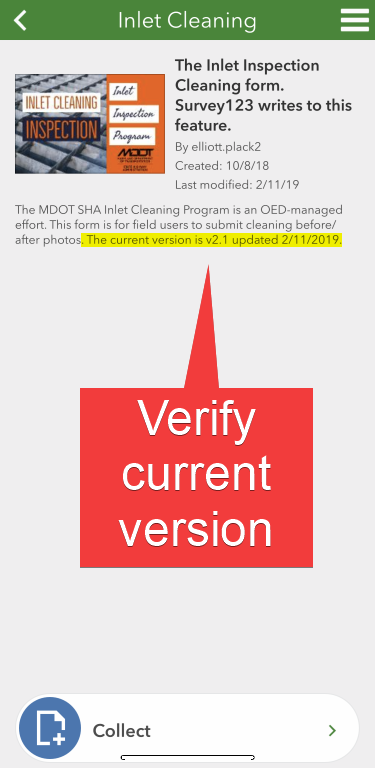 Inlet Cleaning
INLET CLEANING
INSPECTION
Inlet
Inspection
Program
MDOT
The Inlet Inspection
Cleaning form.
Survey123 writes to this
feature.
By elliott.plack2
Created: 10/8/18
Last modified: 2/11/19
The MDOT SHA Inlet Cleaning Program is an OED-managed
effort. This form is for field users to submit cleaning before/
after photos. The current version is v2.1 updated 2/11/2019.
Verify
current
version
Collect